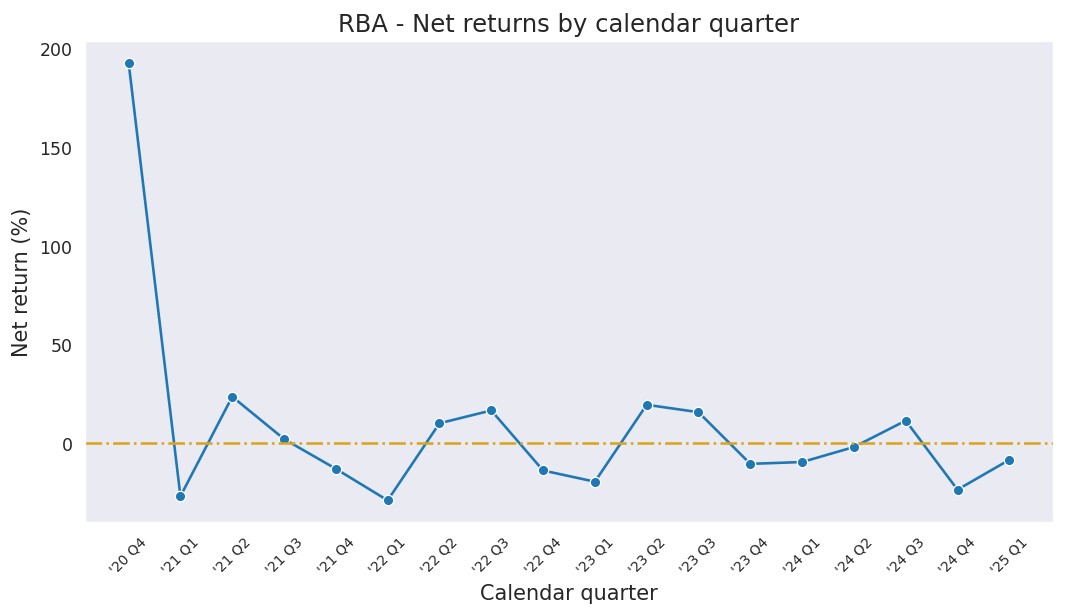 RBA - Net returns by calendar quarter
Net return (%)
200
150
100
50
0
'20 Q4
'21 Q1
'21 Q2
'21 Q3
'21 Q4
'22 Q1
'22 Q2
'22 Q3
'22 Q4
'23 Q1
'23 Q2
'23 Q3
'23 Q4
'24 Q1
'24 Q2
'24 Q3
'24 Q4
'25 Q1
Calendar quarter